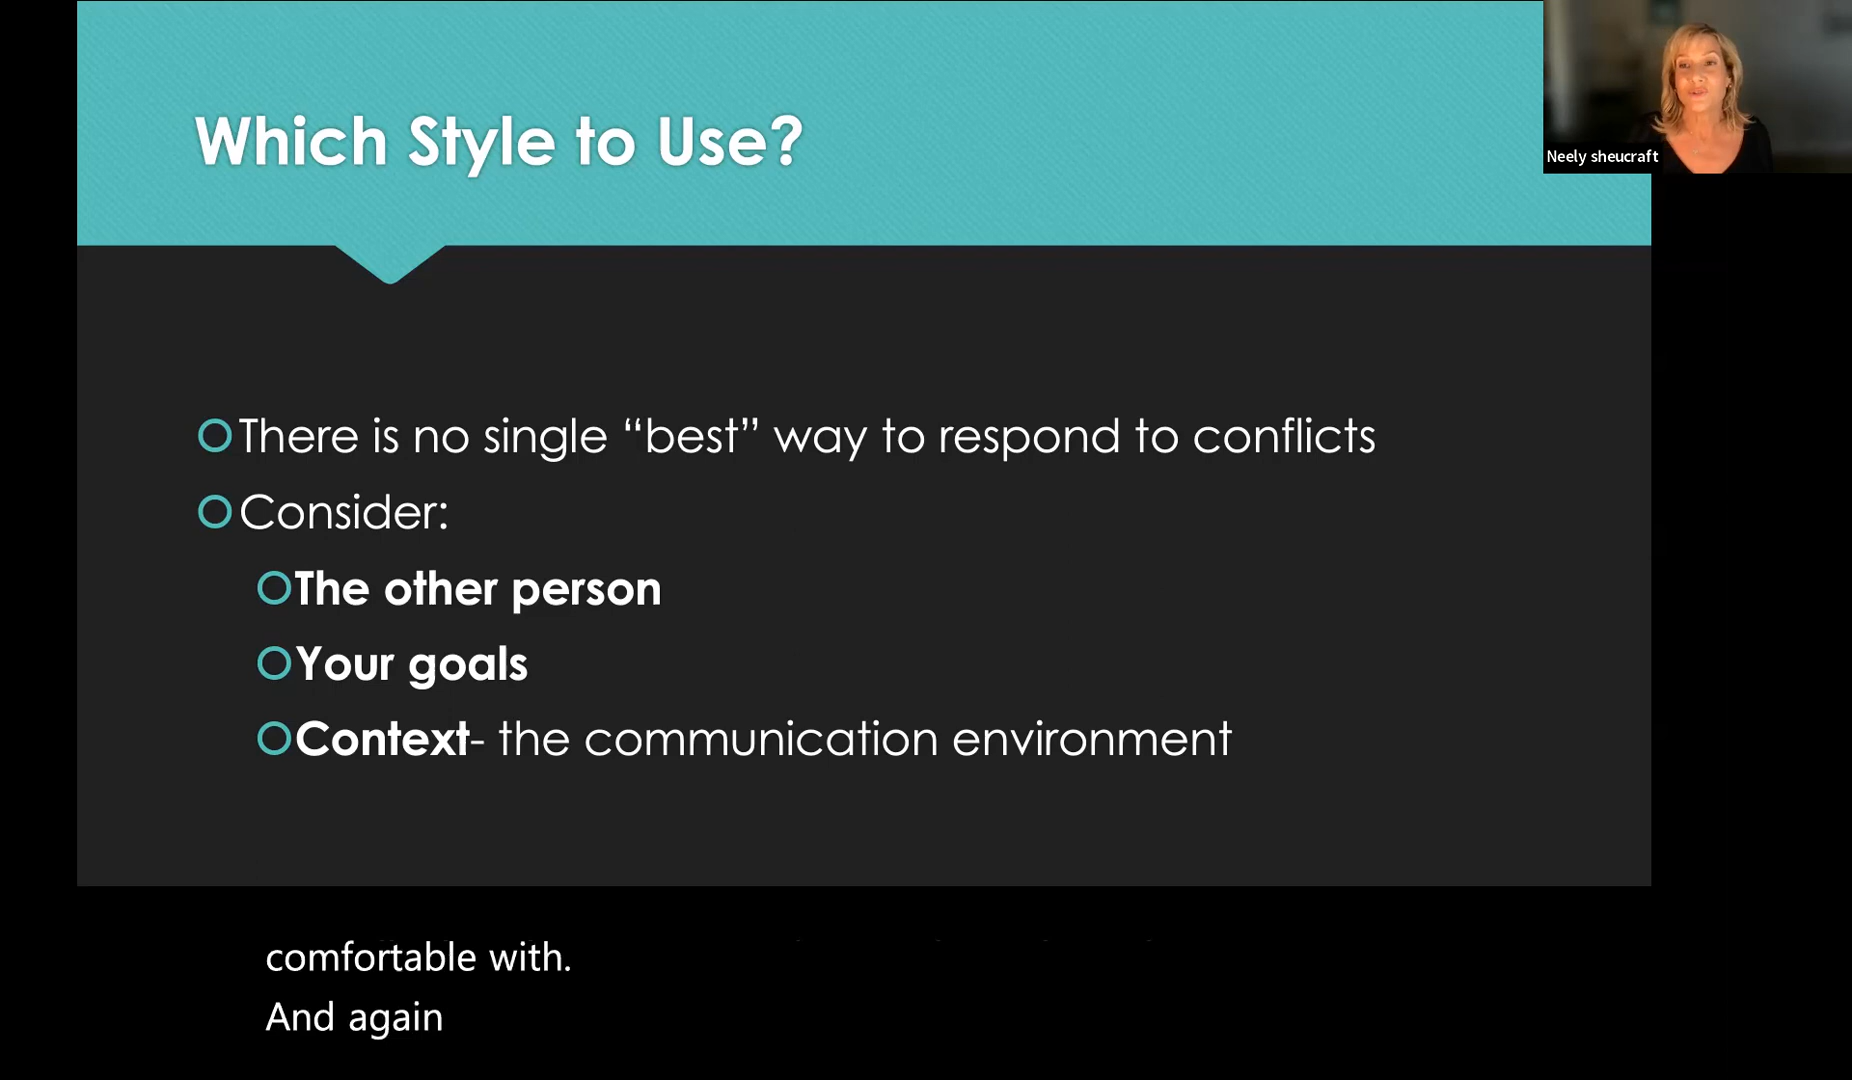 Which Style to Use?
Neely sheucraft
There is no single “best” way to respond to conflicts
Consider:
The other person
Your goals
Context- the communication environment
comfortable with.
And again